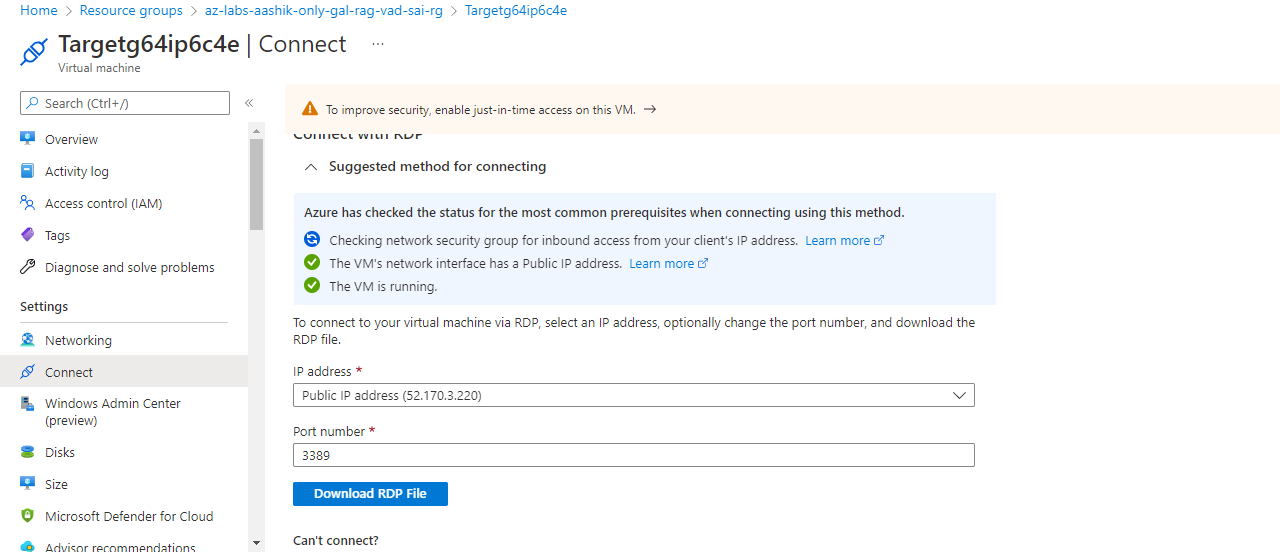 Home > Resource groups > az-labs-aashik-only-gal-rag-vad-sai-rg > Targetg64ip6c4e
Targetg64ip6c4e | Connect ...
Virtual machine
Search (Ctrl+/)
«
Overview
Activity log
Access control (IAM)
Tags
Diagnose and solve problems
Settings
Networking
Connect
Windows Admin Center
(preview)
Disks
Size
Microsoft Defender for Cloud
Advisor recommendations
To improve security, enable just-in-time access on this VM. →
Connect with RDP
Suggested method for connecting
Azure has checked the status for the most common prerequisites when connecting using this method.
Checking network security group for inbound access from your client's IP address. Learn more
The VM's network interface has a Public IP address. Learn more
The VM is running.
To connect to your virtual machine via RDP, select an IP address, optionally change the port number, and download the
RDP file.
IP address *
Public IP address (52.170.3.220)
Port number *
3389
Download RDP File
Can't connect?